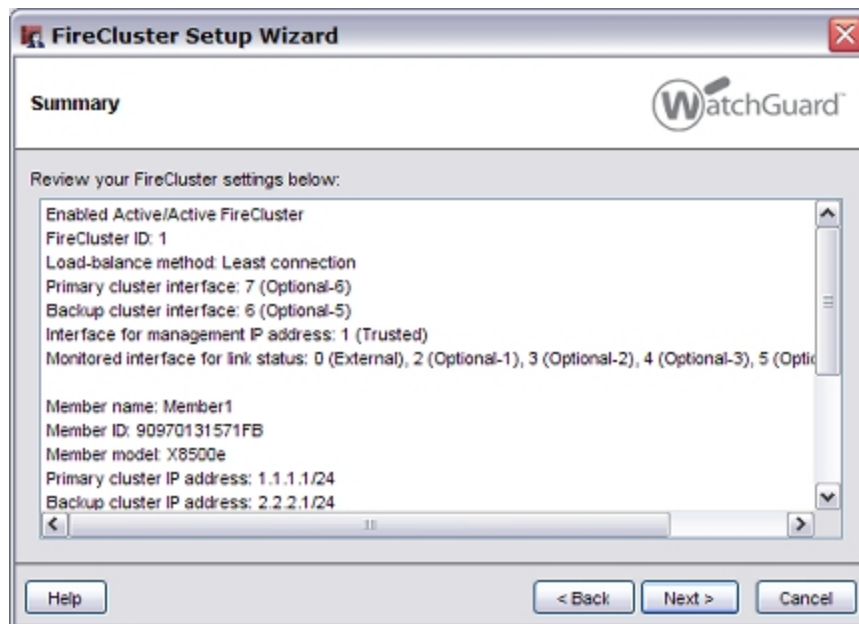 FireCluster Setup Wizard
Summary
WatchGuard
Review your FireCluster settings below:
Enabled Active/Active FireCluster
FireCluster ID: 1
Load-balance method: Least connection
Primary cluster interface: 7 (Optional-6)
Backup cluster interface: 6 (Optional-5)
Interface for management IP address: 1 (Trusted)
Monitored interface for link status: 0 (External), 2 (Optional-1), 3 (Optional-2), 4 (Optional-3), 5 (Optic
Member name: Member1
Member ID: 90970131571FB
Member model: X8500e
Primary cluster IP address: 1.1.1.1/24
Backup cluster IP address: 2.2.2.1/24
Help
< Back
Next >
Cancel